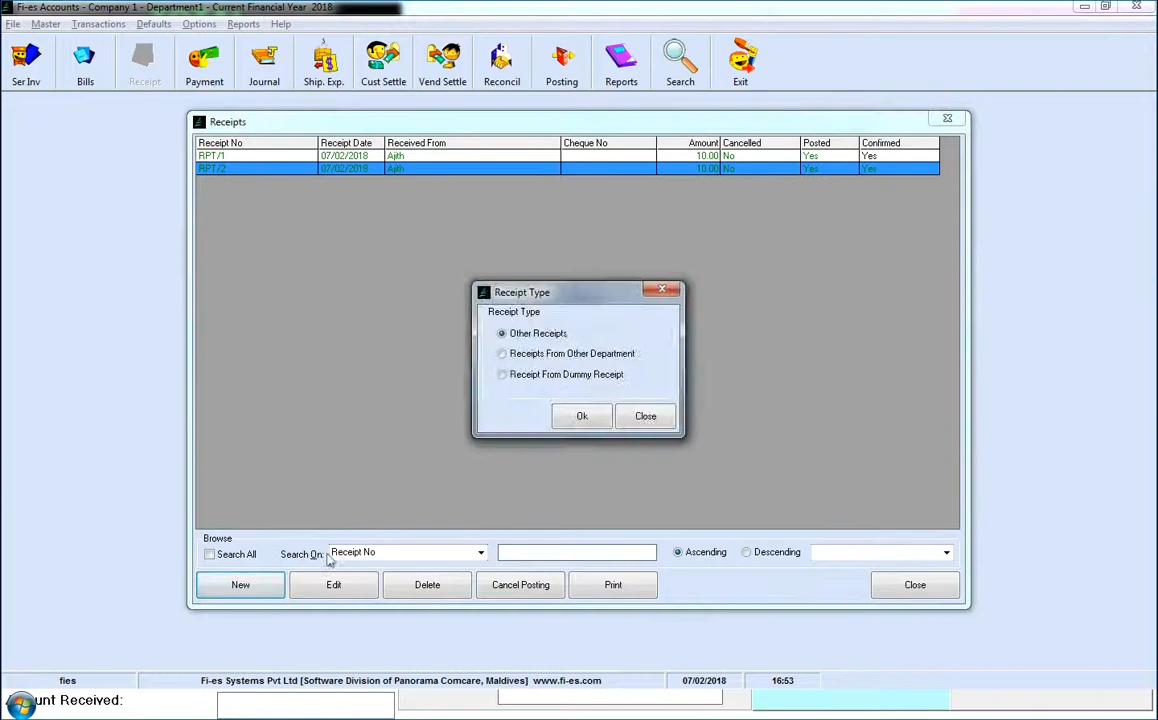 Fi-es Accounts - Company 1 - Department1 - Current Financial Year 2018
File Master Transactions Defaults Options Reports Help
Ser Inv Bills Receipt Payment Journal Ship. Exp. Cust Settle Vend Settle Reconcil Posting Reports Search Exit
Receipts
Receipt No Receipt Date Received From Cheque No Amount Cancelled Posted Confirmed
RPT/1 07/02/2018 Ajith 10.00 No Yes Yes
RPT/2 07/02/2018 Ajith 10.00 No Yes Yes
Receipt Type
Receipt Type
Other Receipts
Receipts From Other Department
Receipt From Dummy Receipt
Ok Close
Browse
Search All Search On: Receipt No Ascending Descending
New Edit Delete Cancel Posting Print Close
fies Fi-es Systems Pvt Ltd [Software Division of Panorama Comcare, Maldives] www.fi-es.com 07/02/2018 16:53
unt Received: